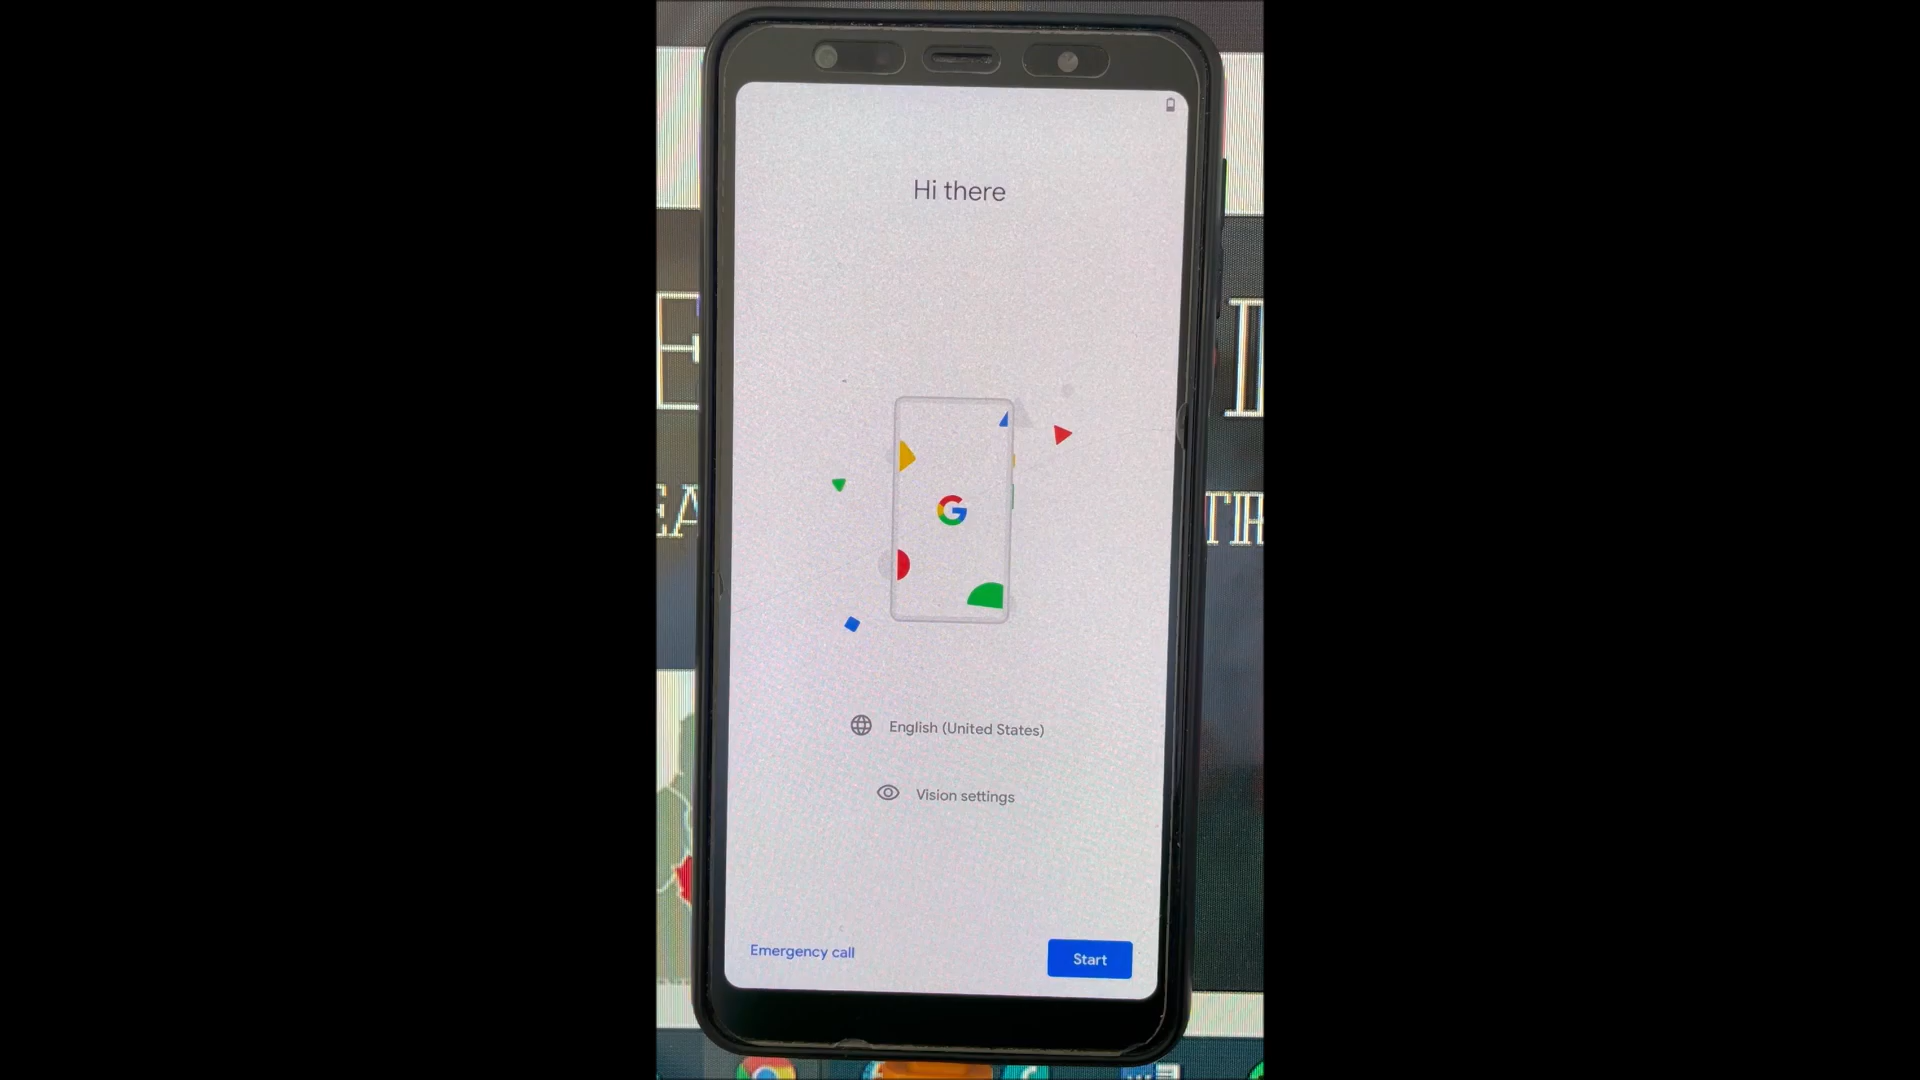 Hi there
G
English (United States)
Vision settings
Emergency call
Start